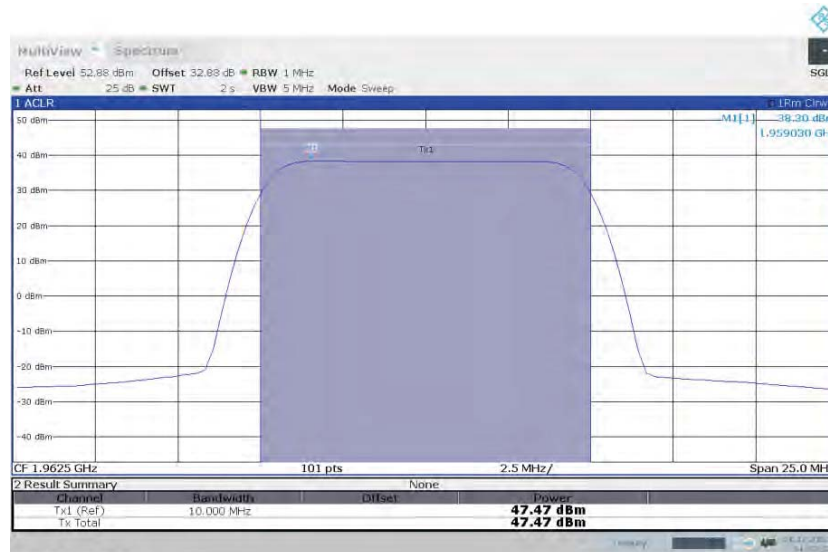 MultiView Spectrum
Ref Level 52.88 dBm Offset 32.88 dB RBW 1 MHz
SGL
Att 25 dB SWT 2 s VBW 5 MHz Mode Sweep
1 ACLR 1Rm Clrw
50 dBm M1[1] 38.30 dBm
1.959030 GH
40 dBm Tx1
30 dBm
20 dBm
10 dBm
0 dBm
-10 dBm
-20 dBm
-30 dBm
-40 dBm
CF 1.9625 GHz 101 pts 2.5 MHz/ Span 25.0 MH
2 Result Summary None
Channel Bandwidth Offset Power
Tx1 (Ref) 10.000 MHz 47.47 dBm
Tx Total 47.47 dBm